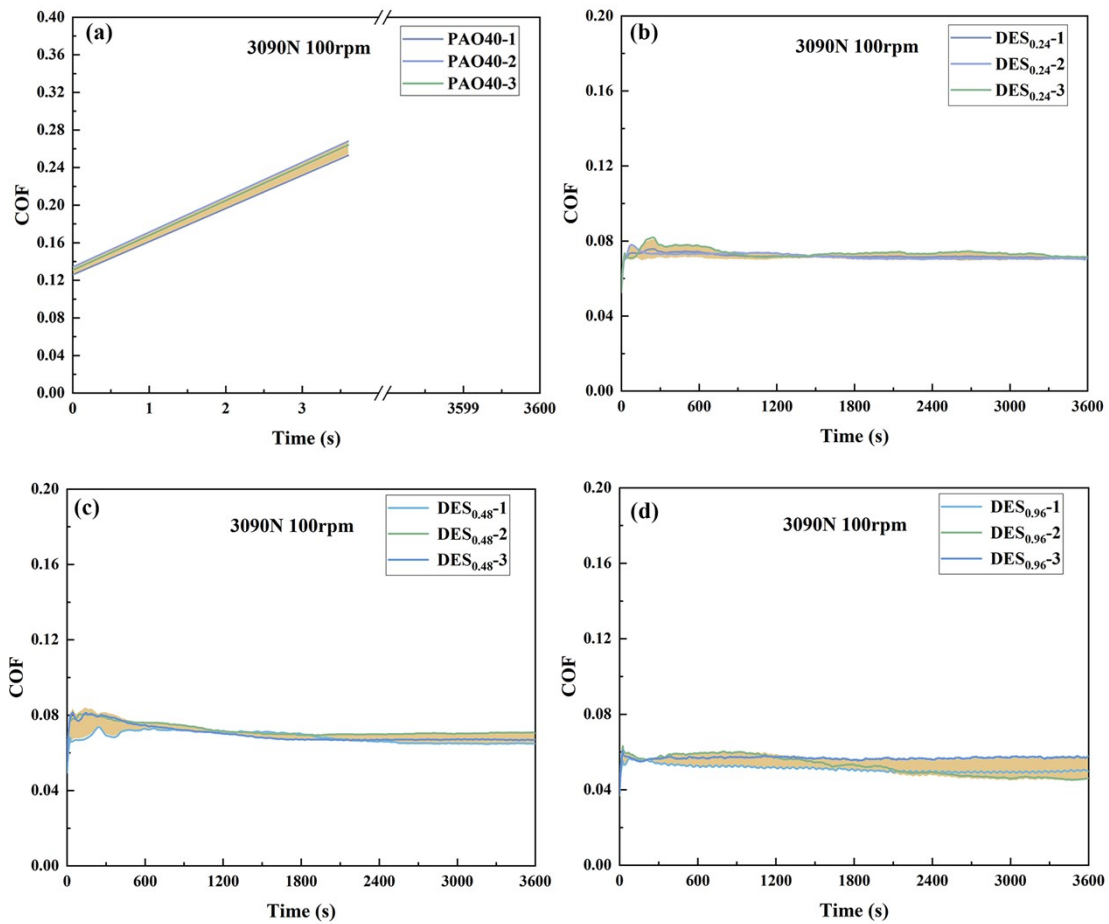 (a)
3090N 100rpm
PAO40-1
PAO40-2
PAO40-3
0.40
0.36
0.32
0.28
0.24
0.20
0.16
0.12
0.08
0.04
0.00
COF
0 1 2 3 3599 3600
Time (s)
(b)
3090N 100rpm
DES0.24-1
DES0.24-2
DES0.24-3
0.20
0.16
0.12
0.08
0.04
0.00
COF
0 600 1200 1800 2400 3000 3600
Time (s)
(c)
3090N 100rpm
DES0.48-1
DES0.48-2
DES0.48-3
0.20
0.16
0.12
0.08
0.04
0.00
COF
0 600 1200 1800 2400 3000 3600
Time (s)
(d)
3090N 100rpm
DES0.96-1
DES0.96-2
DES0.96-3
0.20
0.16
0.12
0.08
0.04
0.00
COF
0 600 1200 1800 2400 3000 3600
Time (s)